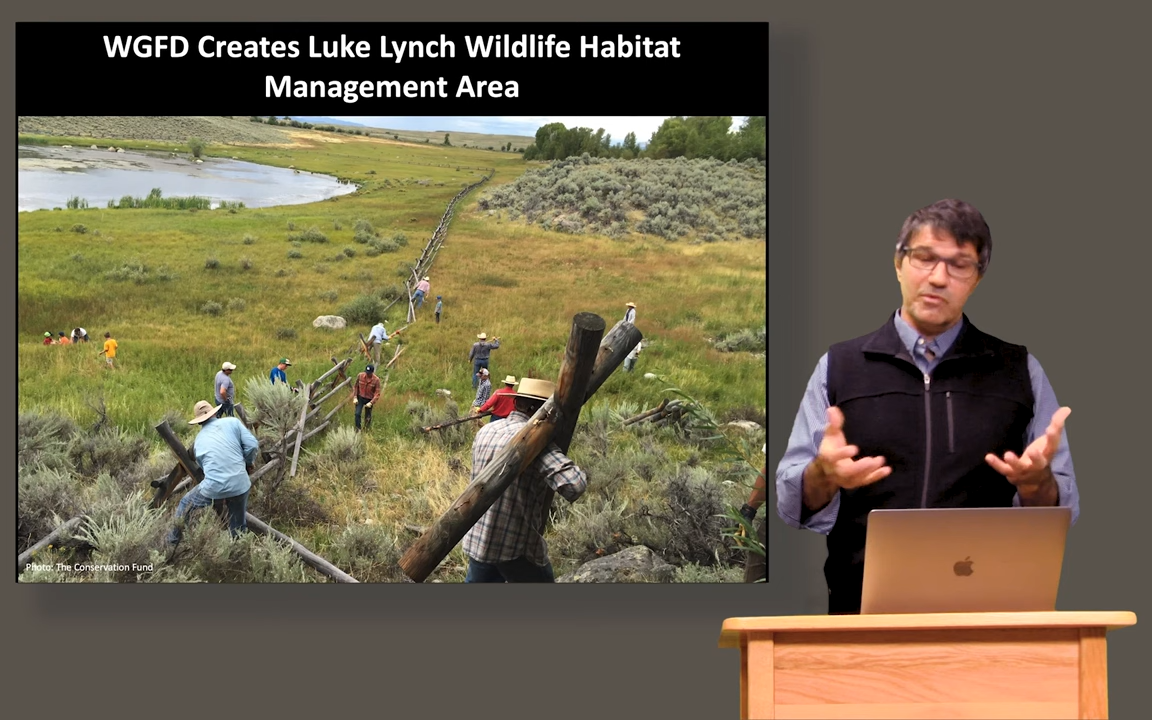 WGFD Creates Luke Lynch Wildlife Habitat
Management Area
Photo: The Conservation Fund